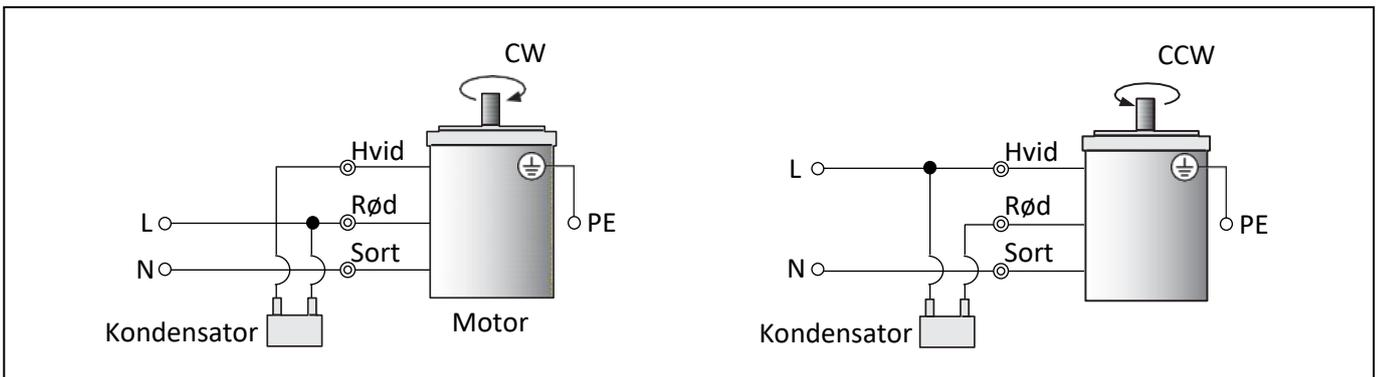 CW
Hvid
Rød
L
PE
Sort
N
Kondensator
Motor
CCW
Hvid
L
Rød
PE
Sort
N
Kondensator